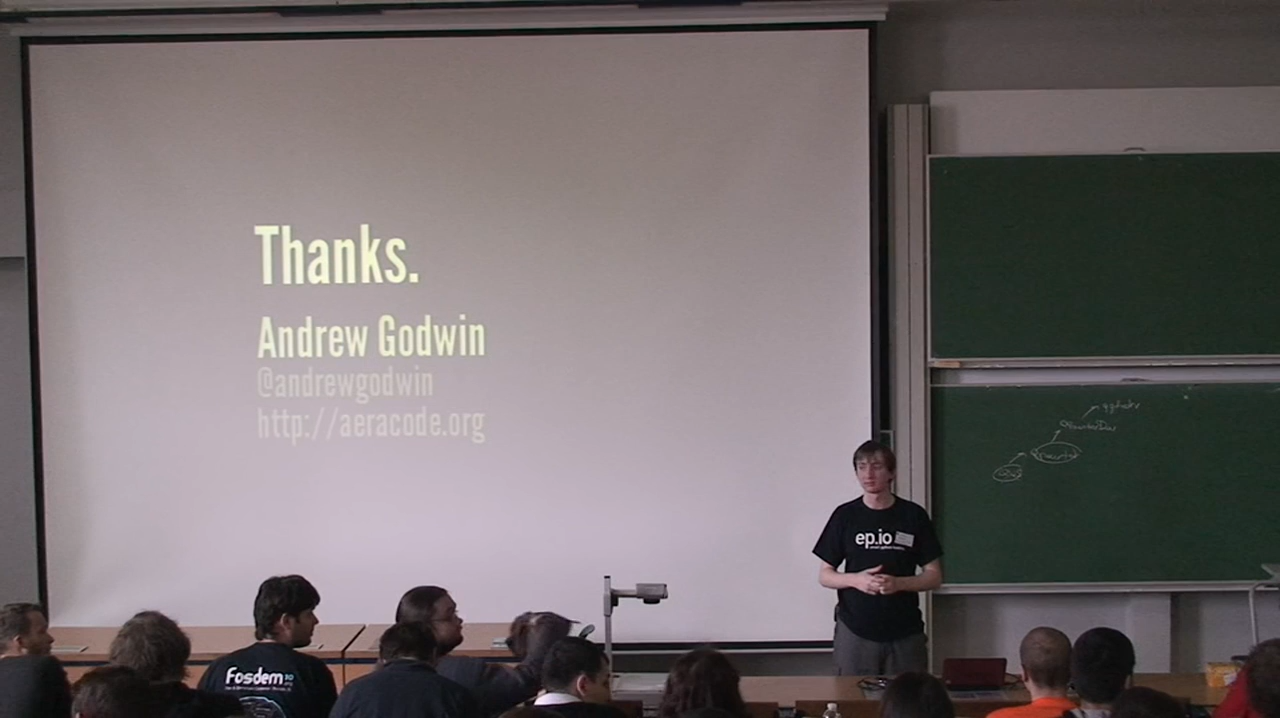 Thanks.
Andrew Godwin
@andrewgodwin
http://aeracode.org
ep.io
Fosdem